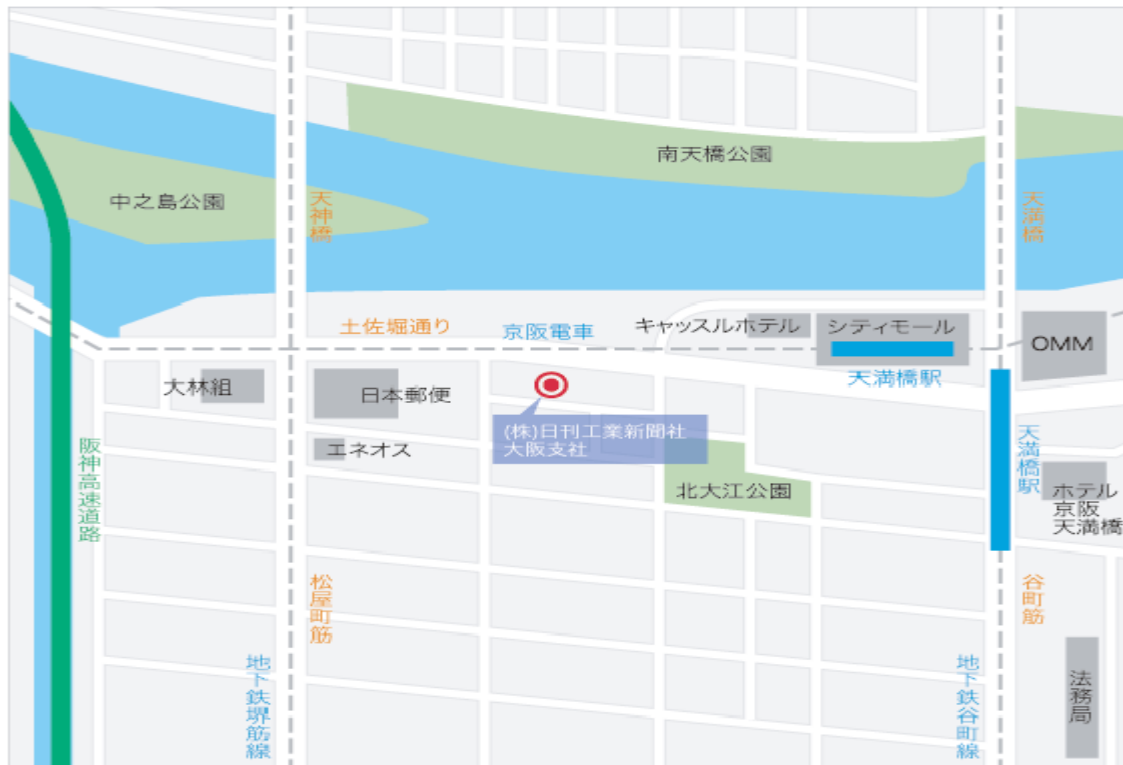 南天橋公園
中之島公園
天神橋
天満橋
土佐堀通り
京阪電車
キャッスルホテル
シティモール
OMM
天満橋駅
大林組
日本郵便
(株)日刊工業新聞社
大阪支社
エネオス
阪神高速道路
天満橋駅
北大江公園
ホテル
京阪
天満橋
松屋町筋
谷町筋
地下鉄堺筋線
地下鉄谷町線
法務局